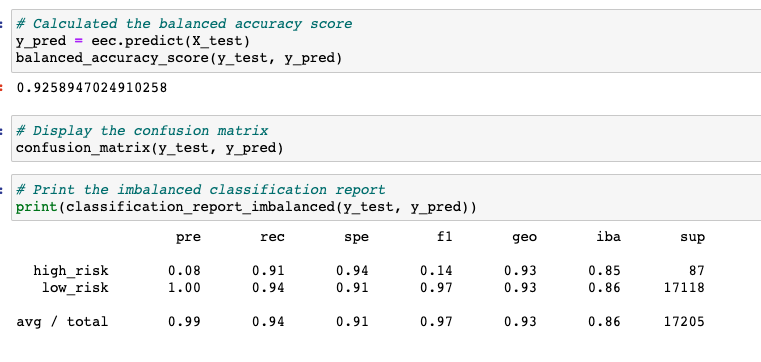 # Calculated the balanced accuracy score
y_pred = eec.predict(X_test)
balanced_accuracy_score(y_test, y_pred)
0.9258947024910258
# Display the confusion matrix
confusion_matrix(y_test, y_pred)
# Print the imbalanced classification report
print(classification_report_imbalanced(y_test, y_pred))
pre rec spe f1 geo iba sup
high_risk 0.08 0.91 0.94 0.14 0.93 0.85 87
low_risk 1.00 0.94 0.91 0.97 0.93 0.86 17118
avg / total 0.99 0.94 0.91 0.97 0.93 0.86 17205